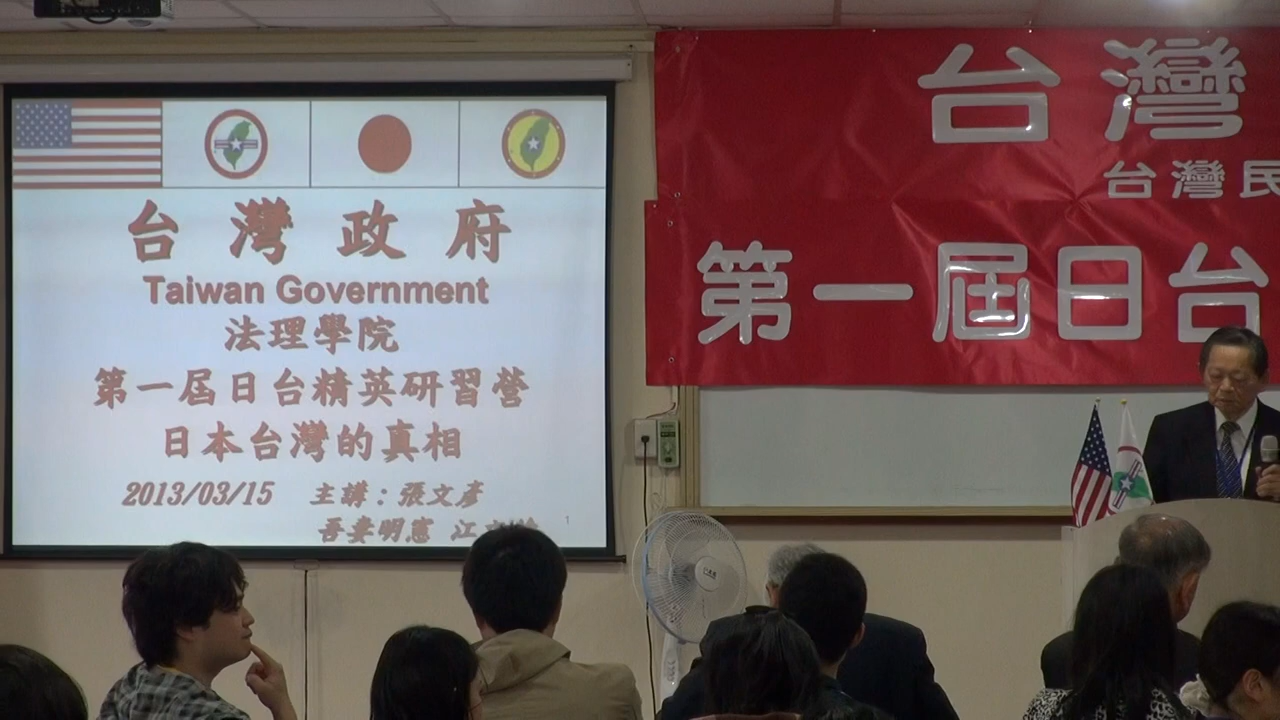 台灣政府
Taiwan Government
法理學院
第一屆日台精英研習營
日本台灣的真相
2013/03/15 主講：張文彥
吾妻明憲 江
1
台灣
台灣民
第一屆日台